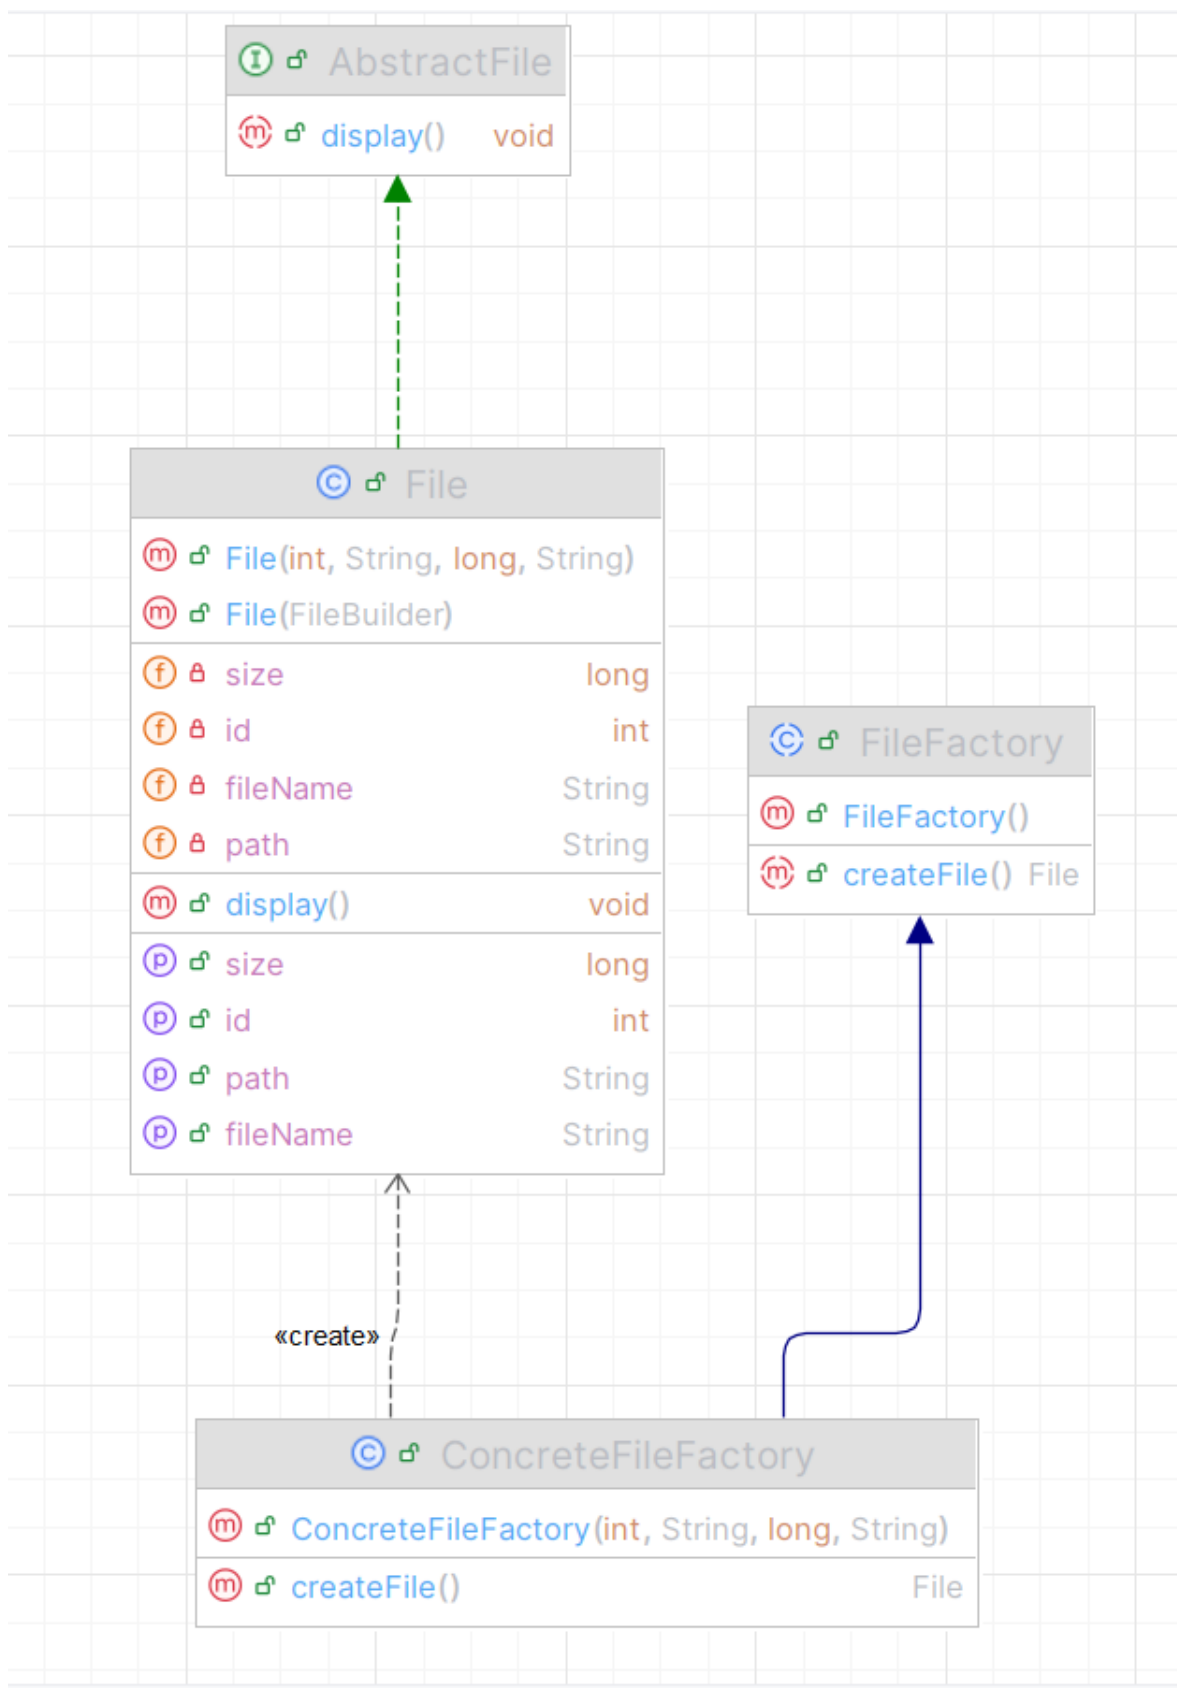 AbstractFile
display() void
File
File(int, String, long, String)
File(FileBuilder)
size long
id int
fileName String
path String
display() void
size long
id int
path String
fileName String
FileFactory
FileFactory()
createFile() File
«create»
ConcreteFileFactory
ConcreteFileFactory(int, String, long, String)
createFile() File